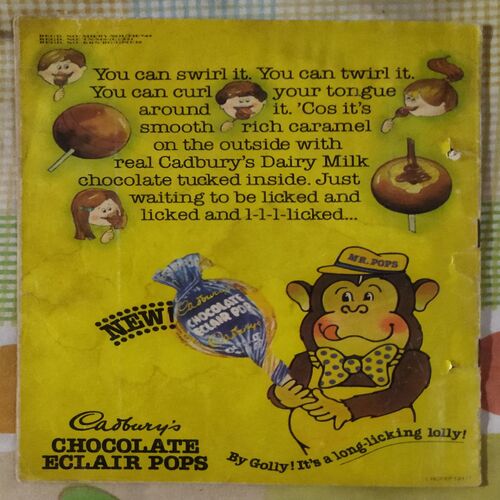 You can swirl it. You can twirl it.
You can curl your tongue
around it. 'Cos it's
smooth rich caramel
on the outside with
real Cadbury's Dairy Milk
chocolate tucked inside. Just
waiting to be licked and
licked and l-l-l-licked...
MR. POPS
NEW!
Cadbury's
CHOCOLATE
ECLAIR POP
Cadbury's
Cadbury's
CHOCOLATE
ECLAIR POPS
By Golly! It's a long-licking lolly!